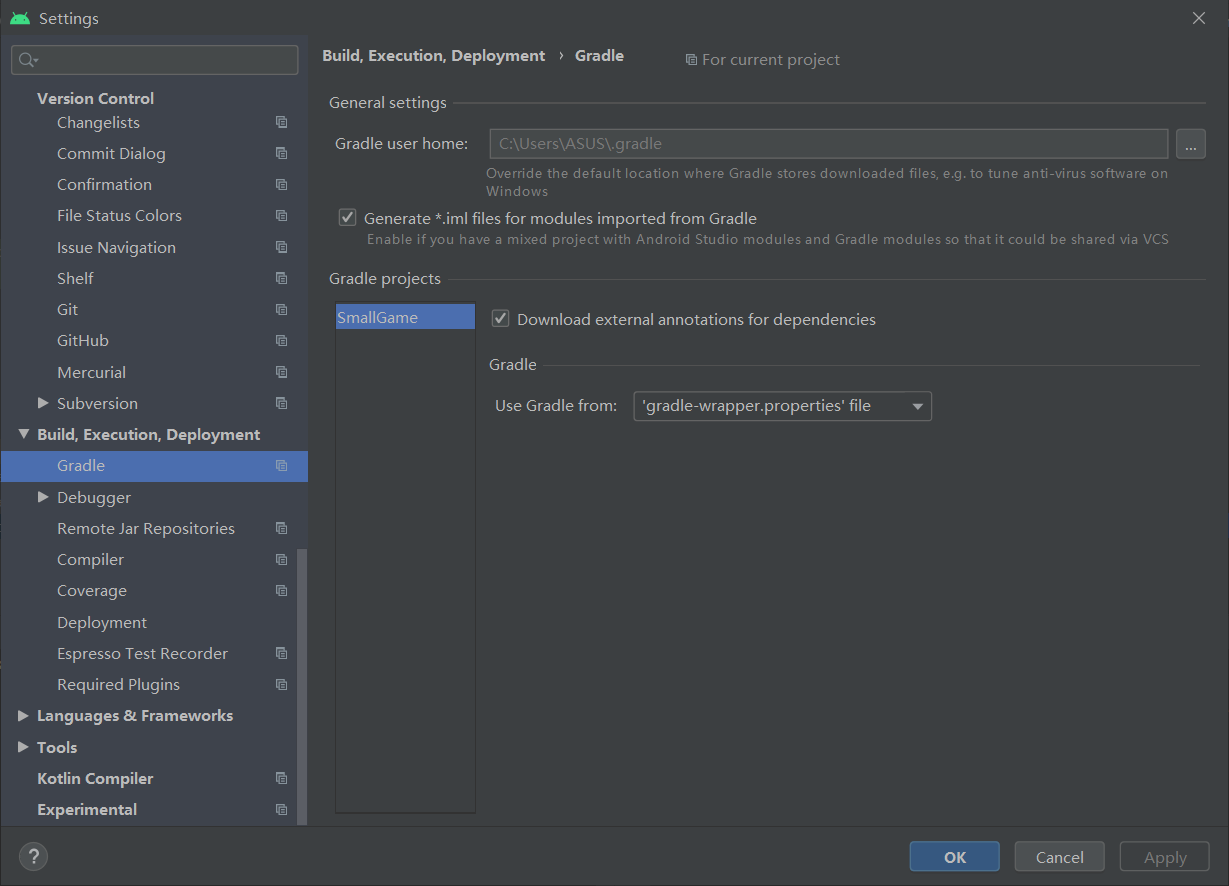 Settings
Build, Execution, Deployment › Gradle For current project
Version Control
Changelists
Commit Dialog
Confirmation
File Status Colors
Issue Navigation
Shelf
Git
GitHub
Mercurial
Subversion
Build, Execution, Deployment
Gradle
Debugger
Remote Jar Repositories
Compiler
Coverage
Deployment
Espresso Test Recorder
Required Plugins
Languages & Frameworks
Tools
Kotlin Compiler
Experimental
General settings
Gradle user home: C:\Users\ASUS\.gradle ...
Override the default location where Gradle stores downloaded files, e.g. to tune anti-virus software on
Windows
Generate *.iml files for modules imported from Gradle
Enable if you have a mixed project with Android Studio modules and Gradle modules so that it could be shared via VCS
Gradle projects
SmallGame
Download external annotations for dependencies
Gradle
Use Gradle from: 'gradle-wrapper.properties' file
? OK Cancel Apply